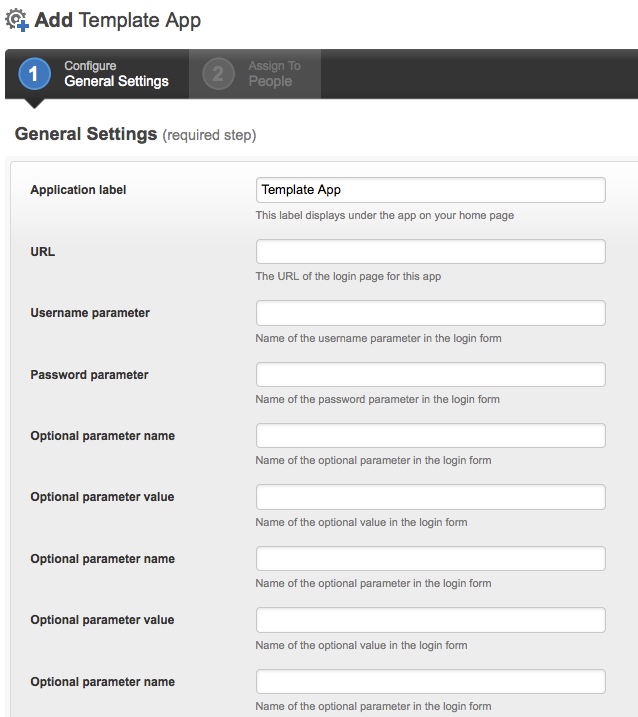 Add Template App
1 Configure
General Settings
2 Assign To
People
General Settings (required step)
Application label
Template App
This label displays under the app on your home page
URL
The URL of the login page for this app
Username parameter
Name of the username parameter in the login form
Password parameter
Name of the password parameter in the login form
Optional parameter name
Name of the optional parameter in the login form
Optional parameter value
Name of the optional value in the login form
Optional parameter name
Name of the optional parameter in the login form
Optional parameter value
Name of the optional value in the login form
Optional parameter name
Name of the optional parameter in the login form